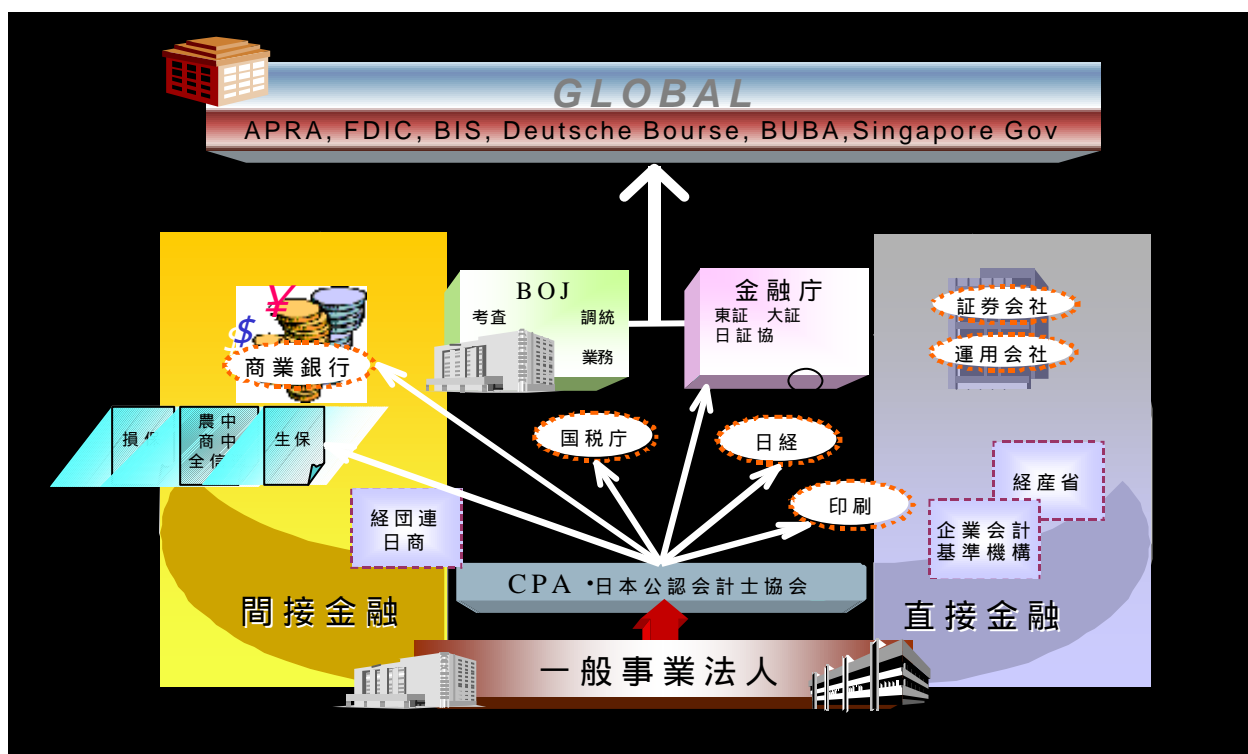 GLOBAL
APRA, FDIC, BIS, Deutsche Bourse, BUBA,Singapore Gov
BOJ
考査 調統
業務
金融庁
東証 大証
日証協
証券会社
運用会社
¥
$
$
商業銀行
損保
農中
商中
全信
生保
国税庁
日経
印刷
経団連
日商
経産省
企業会計
基準機構
CPA・日本公認会計士協会
間接金融
直接金融
一般事業法人